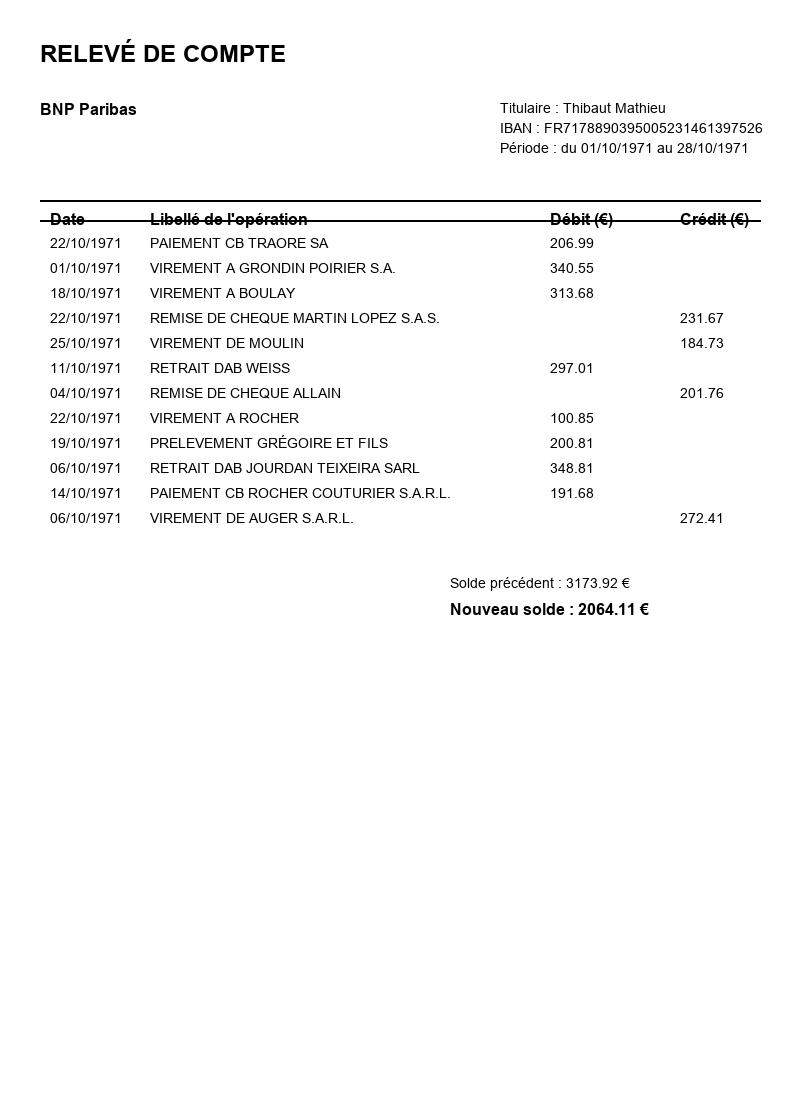 RELEVÉ DE COMPTE
BNP Paribas
Titulaire : Thibaut Mathieu
IBAN : FR7178890395005231461397526
Période : du 01/10/1971 au 28/10/1971
Date Libellé de l'opération Débit (€) Crédit (€)
22/10/1971 PAIEMENT CB TRAORE SA 206.99
01/10/1971 VIREMENT A GRONDIN POIRIER S.A. 340.55
18/10/1971 VIREMENT A BOULAY 313.68
22/10/1971 REMISE DE CHEQUE MARTIN LOPEZ S.A.S. 231.67
25/10/1971 VIREMENT DE MOULIN 184.73
11/10/1971 RETRAIT DAB WEISS 297.01
04/10/1971 REMISE DE CHEQUE ALLAIN 201.76
22/10/1971 VIREMENT A ROCHER 100.85
19/10/1971 PRELEVEMENT GRÉGOIRE ET FILS 200.81
06/10/1971 RETRAIT DAB JOURDAN TEIXEIRA SARL 348.81
14/10/1971 PAIEMENT CB ROCHER COUTURIER S.A.R.L. 191.68
06/10/1971 VIREMENT DE AUGER S.A.R.L. 272.41
Solde précédent : 3173.92 €
Nouveau solde : 2064.11 €